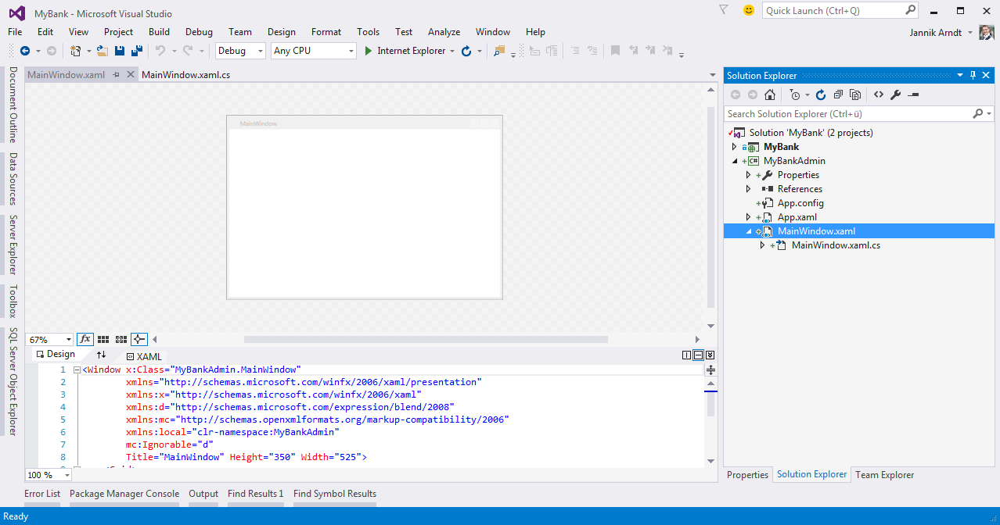 MyBank - Microsoft Visual Studio
Quick Launch (Ctrl+Q)
File Edit View Project Build Debug Team Design Format Tools Test Analyze Window Help
Jannik Arndt
Debug Any CPU Internet Explorer
Document Outline
Data Sources
Server Explorer
Toolbox
SQL Server Object Explorer
MainWindow.xaml MainWindow.xaml.cs
MainWindow
67% fx
Design XAML
1 <Window x:Class="MyBankAdmin.MainWindow"
2 xmlns="http://schemas.microsoft.com/winfx/2006/xaml/presentation"
3 xmlns:x="http://schemas.microsoft.com/winfx/2006/xaml"
4 xmlns:d="http://schemas.microsoft.com/expression/blend/2008"
5 xmlns:mc="http://schemas.openxmlformats.org/markup-compatibility/2006"
6 xmlns:local="clr-namespace:MyBankAdmin"
7 mc:Ignorable="d"
8 Title="MainWindow" Height="350" Width="525">
100 %
Solution Explorer
Search Solution Explorer (Ctrl+ü)
Solution 'MyBank' (2 projects)
MyBank
C# MyBankAdmin
Properties
References
App.config
App.xaml
MainWindow.xaml
MainWindow.xaml.cs
Properties Solution Explorer Team Explorer
Error List Package Manager Console Output Find Results 1 Find Symbol Results
Ready